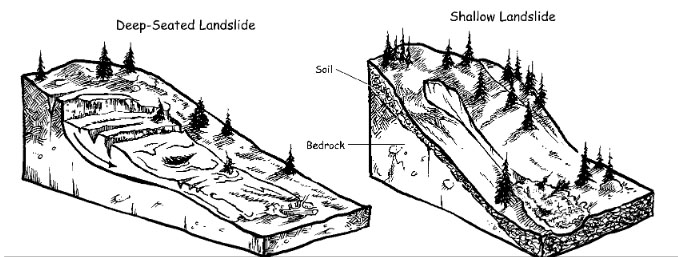 Deep-Seated Landslide
Shallow Landslide
Soil
Bedrock